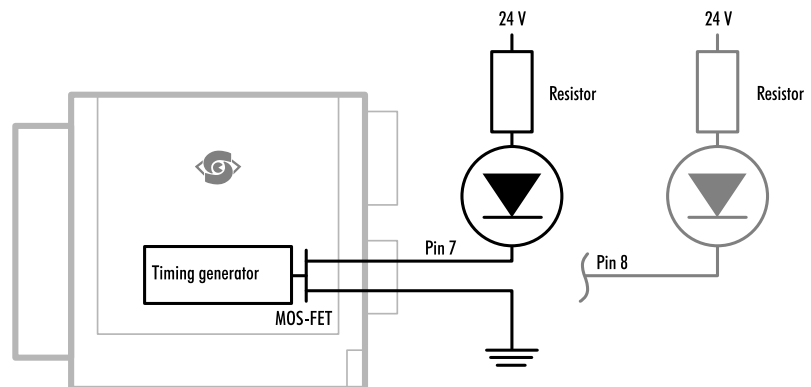 24 V
24 V
Resistor
Resistor
Pin 7
Pin 8
Timing generator
MOS-FET